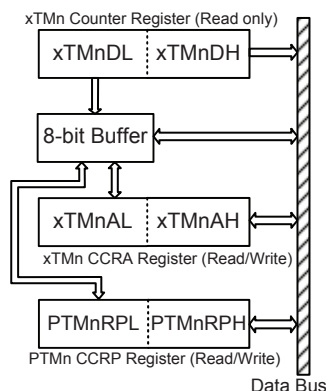 xTMn Counter Register (Read only)
xTMnDL xTMnDH
8-bit Buffer
xTMnAL xTMnAH
xTMn CCRA Register (Read/Write)
PTMnRPL PTMnRPH
PTMn CCRP Register (Read/Write)
Data Bus